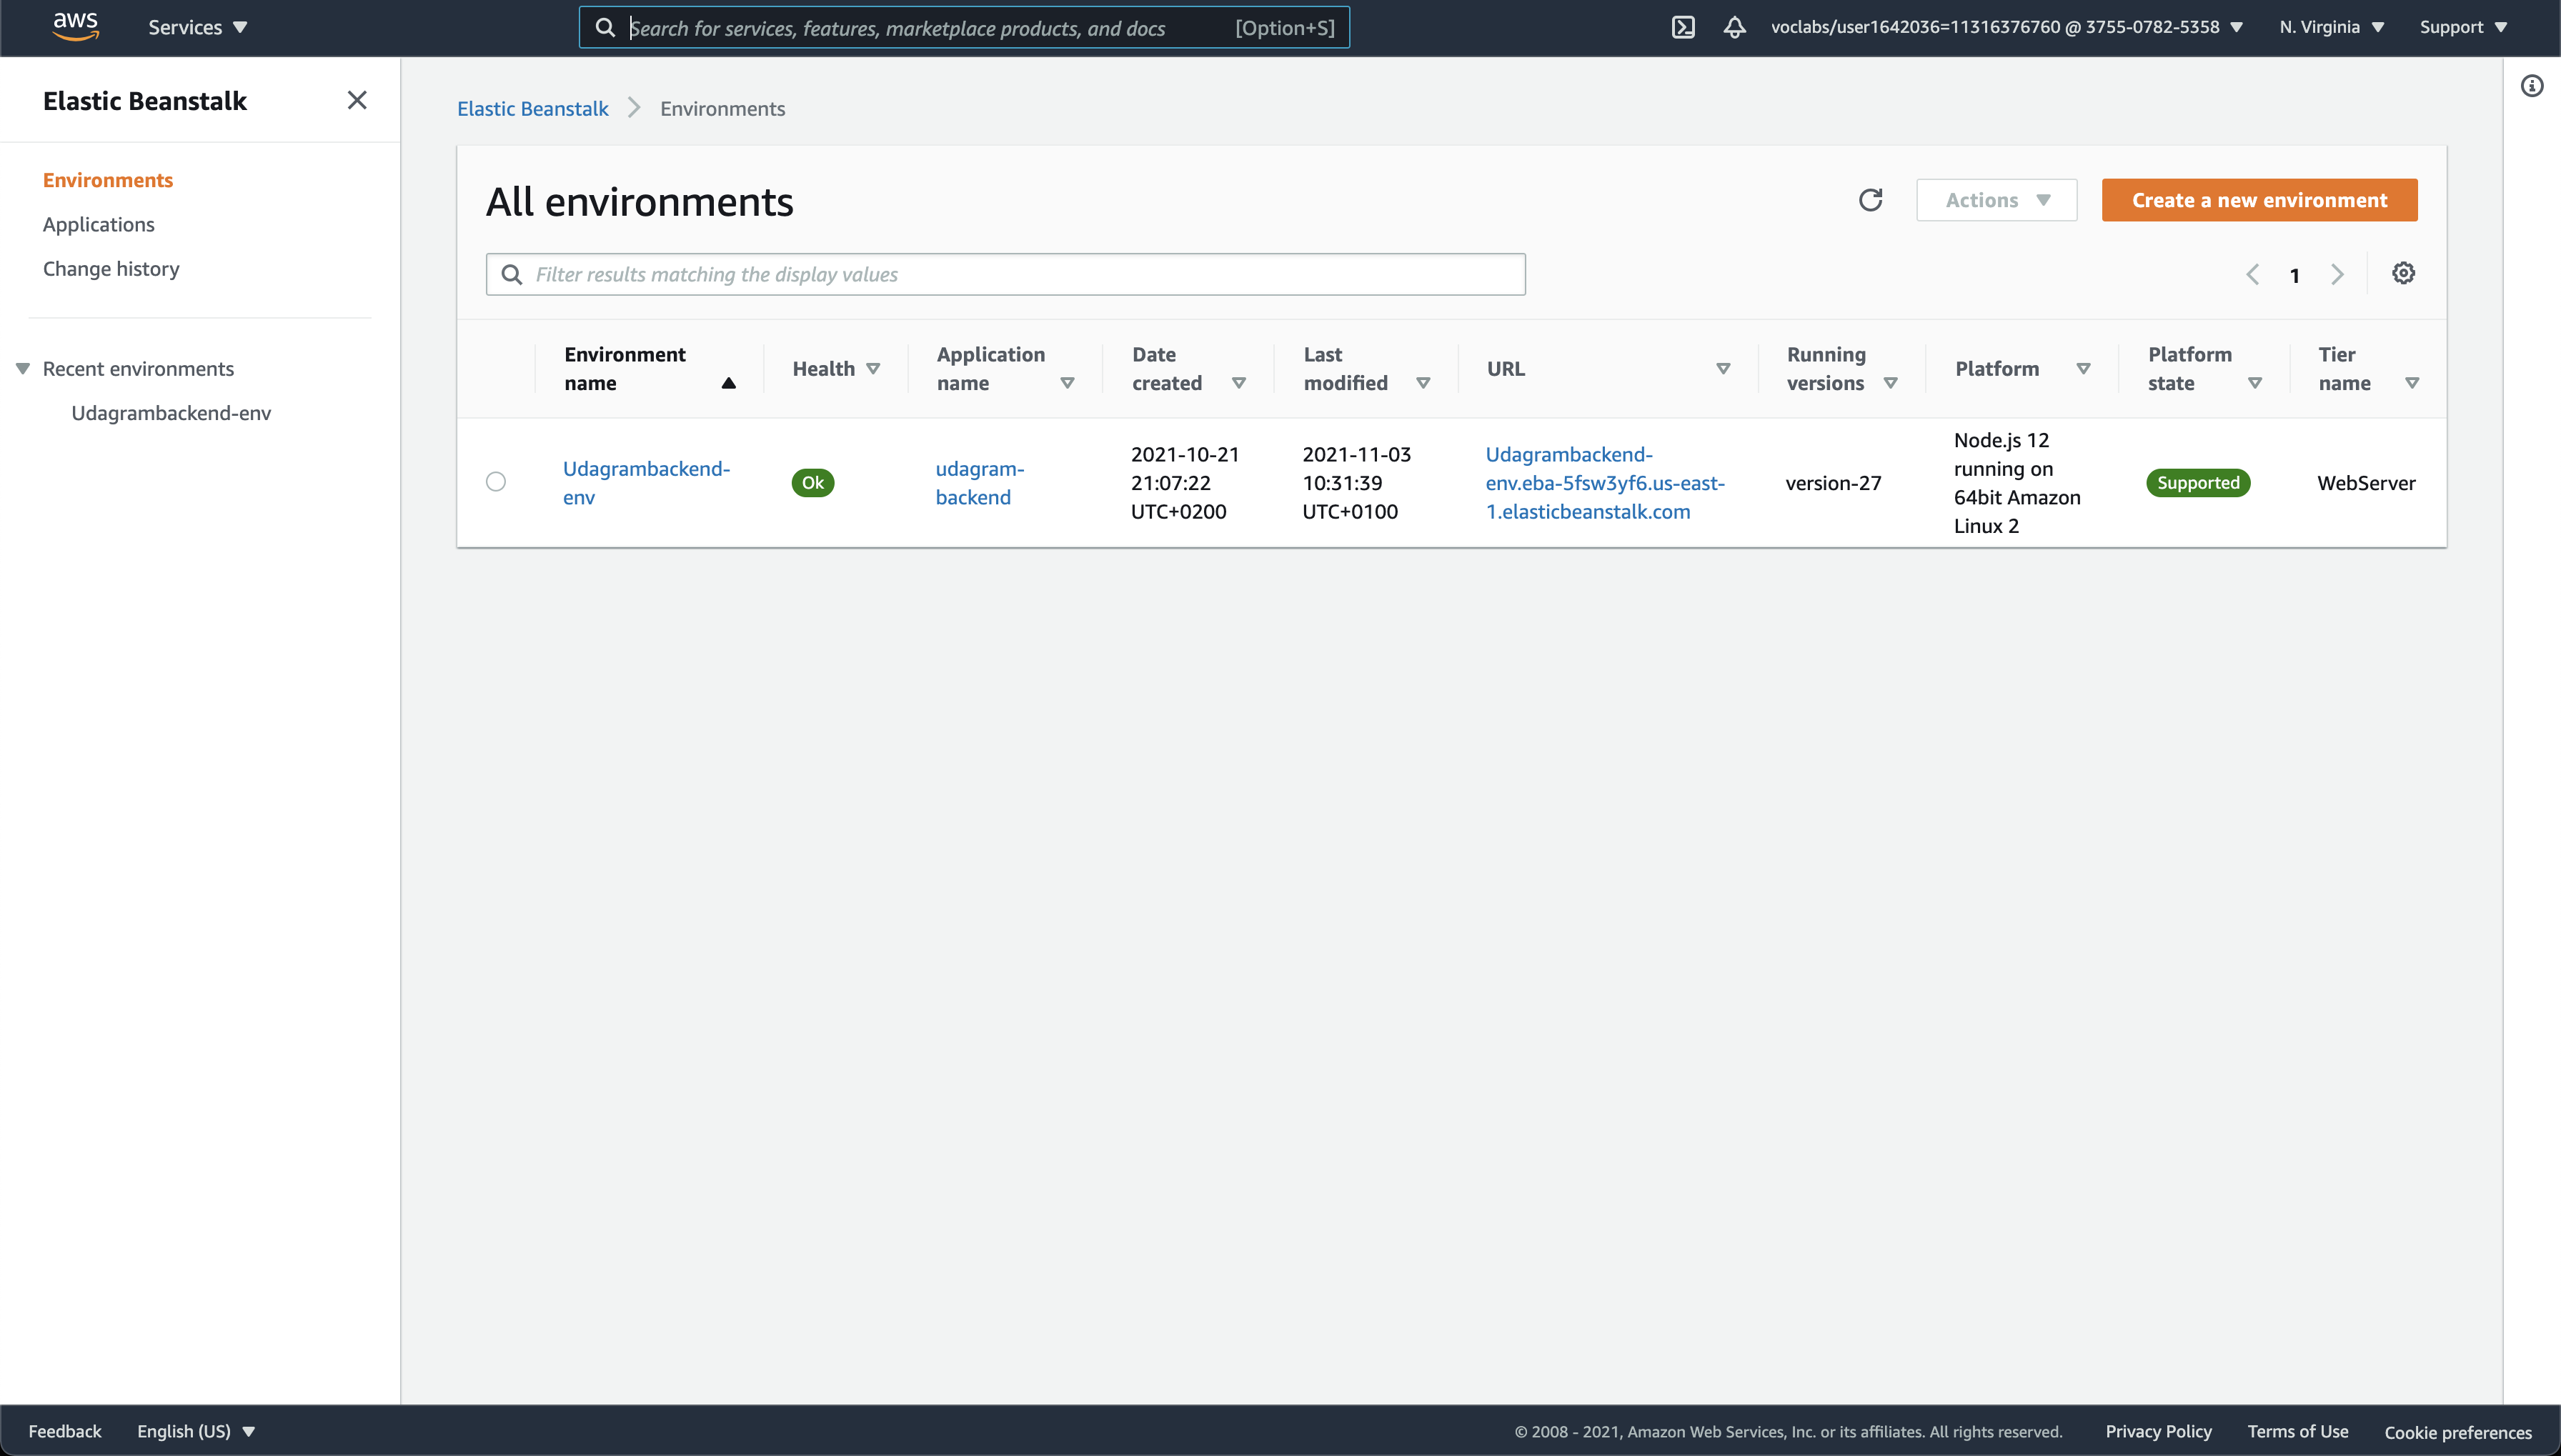 aws
Services
Search for services, features, marketplace products, and docs
[Option+S]
voclabs/user1642036=11316376760 @ 3755-0782-5358
N. Virginia
Support
Elastic Beanstalk
Environments
Applications
Change history
Recent environments
Udagrambackend-env
Elastic Beanstalk
Environments
All environments
Actions
Create a new environment
Filter results matching the display values
1
Environment
name
Health
Application
name
Date
created
Last
modified
URL
Running
versions
Platform
Platform
state
Tier
name
Udagrambackend-
env
Ok
udagram-
backend
2021-10-21
21:07:22
UTC+0200
2021-11-03
10:31:39
UTC+0100
Udagrambackend-
env.eba-5fsw3yf6.us-east-
1.elasticbeanstalk.com
version-27
Node.js 12
running on
64bit Amazon
Linux 2
Supported
WebServer
Feedback
English (US)
© 2008 - 2021, Amazon Web Services, Inc. or its affiliates. All rights reserved.
Privacy Policy
Terms of Use
Cookie preferences